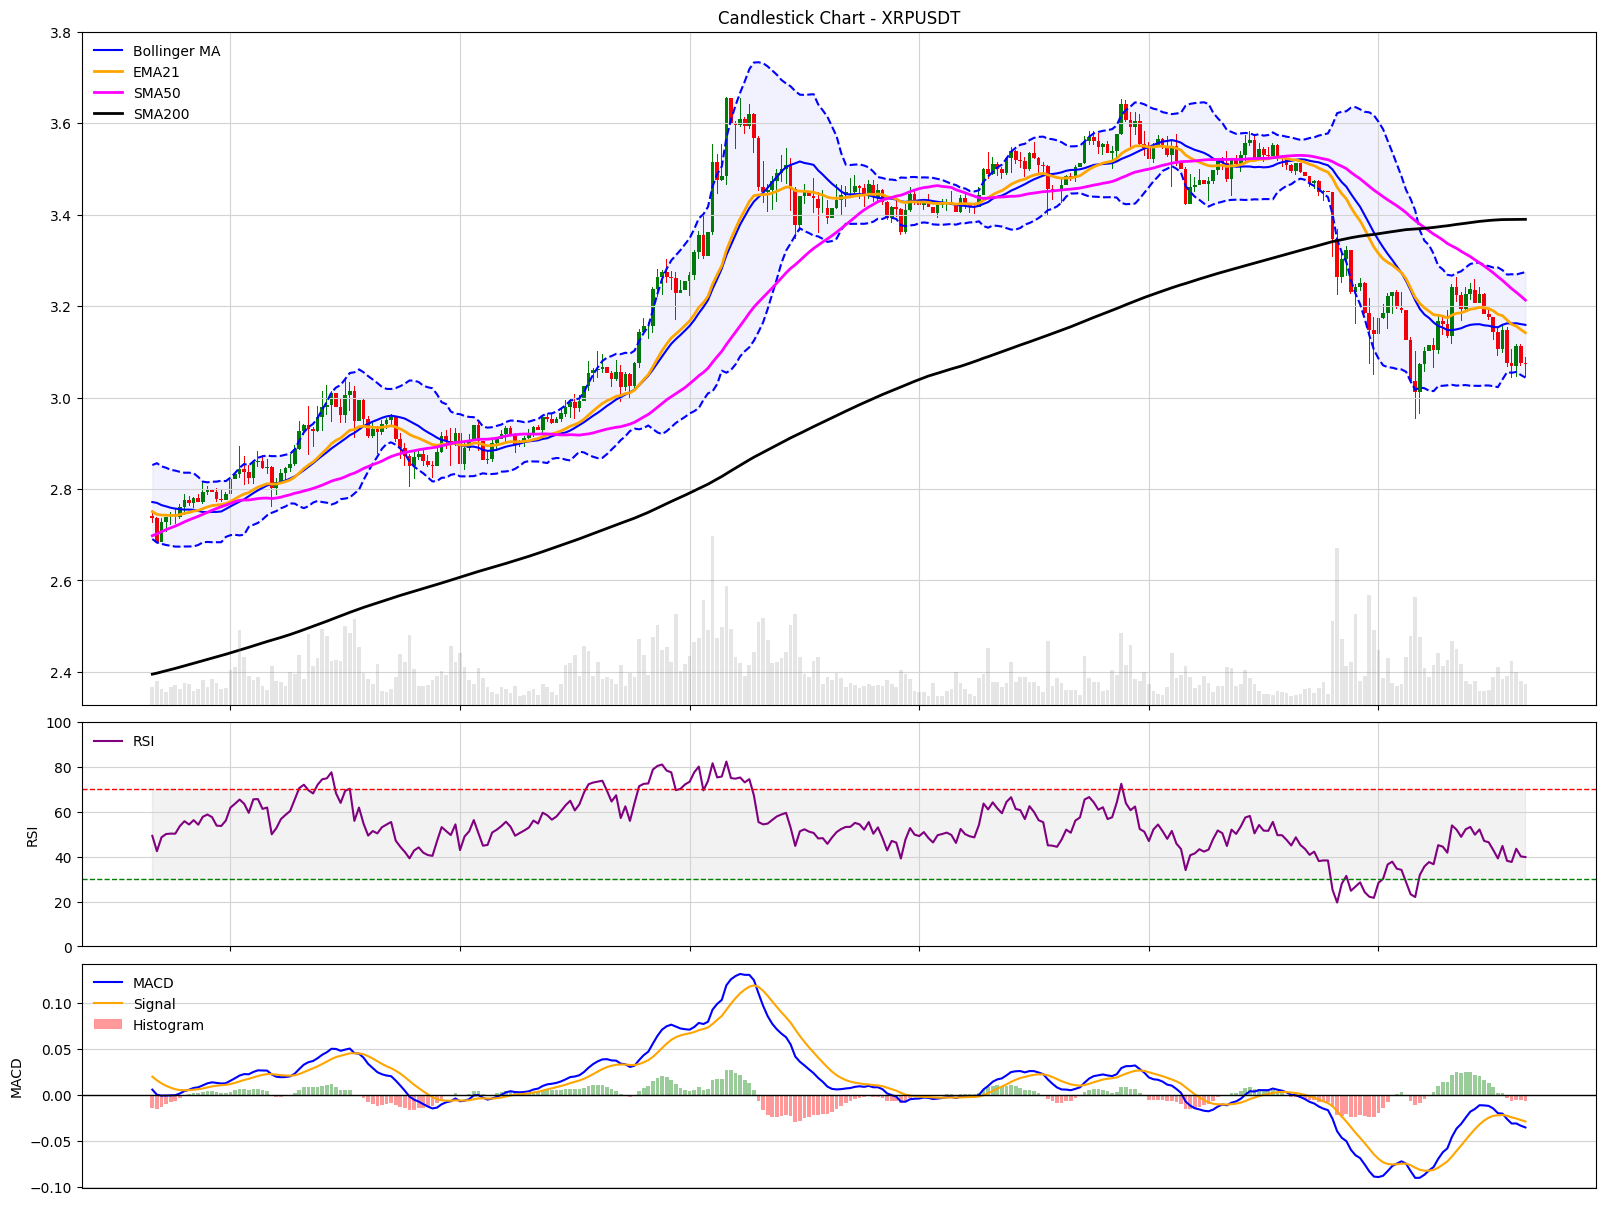 Candlestick Chart - XRPUSDT
3.8
3.6
3.4
3.2
3.0
2.8
2.6
2.4
Bollinger MA
EMA21
SMA50
SMA200
100
80
60
40
20
0
RSI
RSI
0.10
0.05
0.00
−0.05
−0.10
MACD
MACD
Signal
Histogram